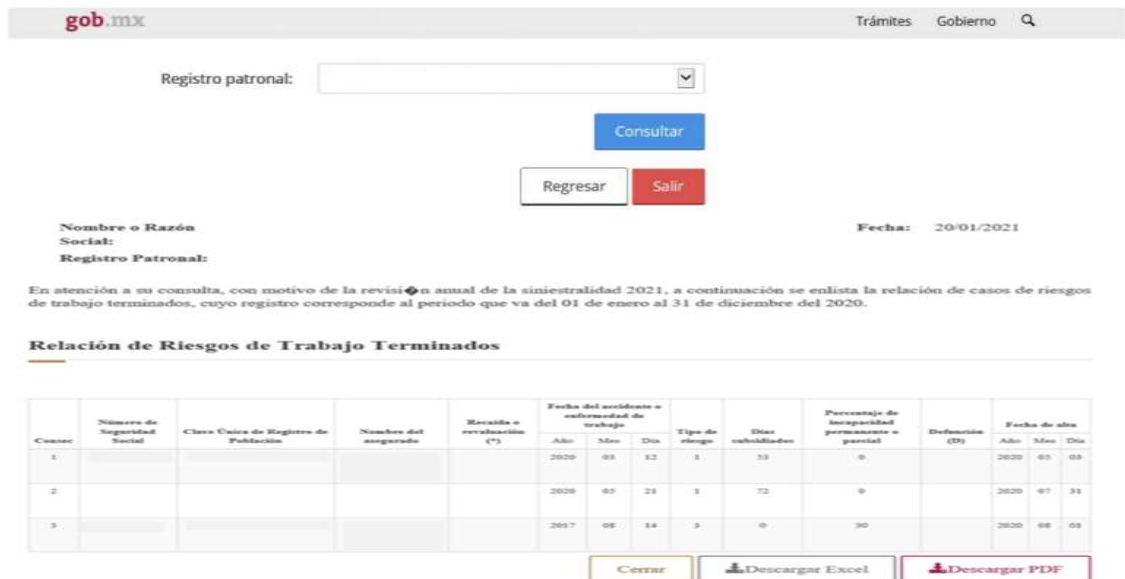 gob.mx
Trámites Gobierno
Registro patronal:
Consultar
Regresar Salir
Nombre o Razón Social: Fecha: 20/01/2021
Registro Patronal:
En atención a su consulta, con motivo de la revisi�n anual de la siniestralidad 2021, a continuación se enlista la relación de casos de riesgos
de trabajo terminados, cuyo registro corresponde al periodo que va del 01 de enero al 31 de diciembre del 2020.
Relación de Riesgos de Trabajo Terminados
Consec Número de Seguridad Social Clave Única de Registro de Población Nombre del asegurado Recaída o revaluación (*) Fecha del accidente o enfermedad de trabajo Tipo de riesgo Días subsidiados Porcentaje de incapacidad permanente o parcial Defunción (D) Fecha de alta
Año Mes Día Año Mes Día
1 2020 03 12 1 53 0 2020 05 03
2 2020 05 21 1 72 0 2020 07 31
3 2017 08 14 3 0 30 2020 08 01
Cerrar Descargar Excel Descargar PDF